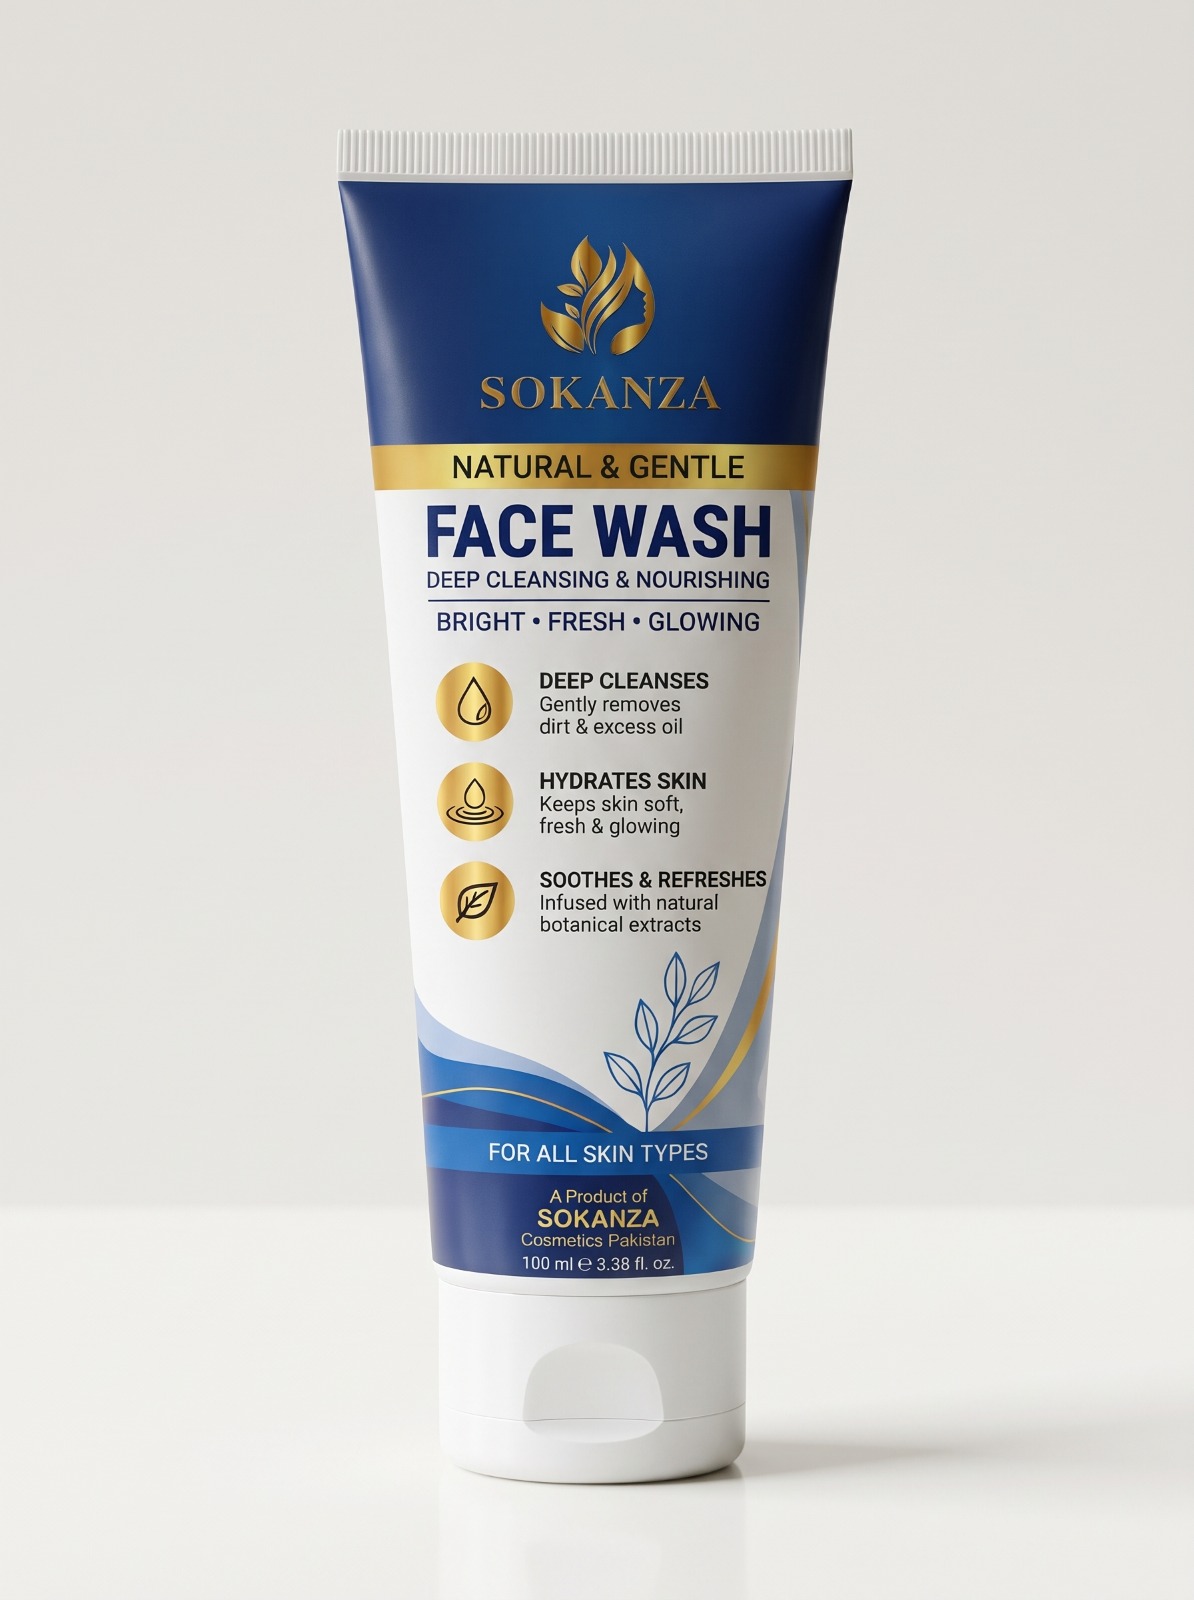 SOKANZA
NATURAL & GENTLE
FACE WASH
DEEP CLEANSING & NOURISHING
BRIGHT • FRESH • GLOWING
DEEP CLEANSES
Gently removes
dirt & excess oil
HYDRATES SKIN
Keeps skin soft,
fresh & glowing
SOOTHES & REFRESHES
Infused with natural
botanical extracts
FOR ALL SKIN TYPES
A Product of
SOKANZA
Cosmetics Pakistan
100 ml ℮ 3.38 fl. oz.